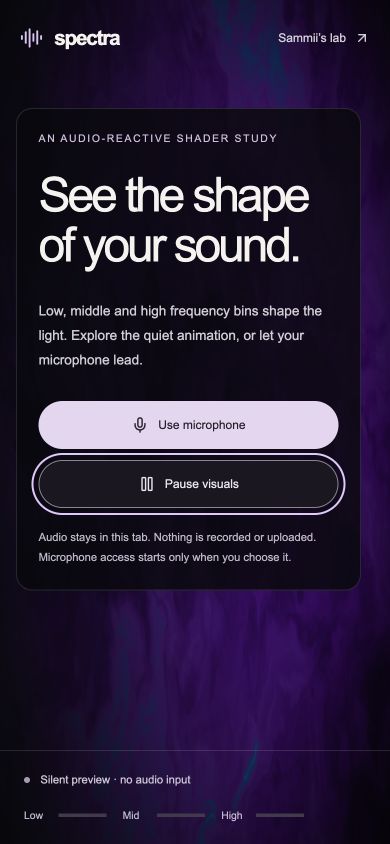 spectra
Sammii's lab
AN AUDIO-REACTIVE SHADER STUDY
See the shape
of your sound.
Low, middle and high frequency bins shape the
light. Explore the quiet animation, or let your
microphone lead.
Use microphone
Pause visuals
Audio stays in this tab. Nothing is recorded or uploaded.
Microphone access starts only when you choose it.
Silent preview · no audio input
Low Mid High